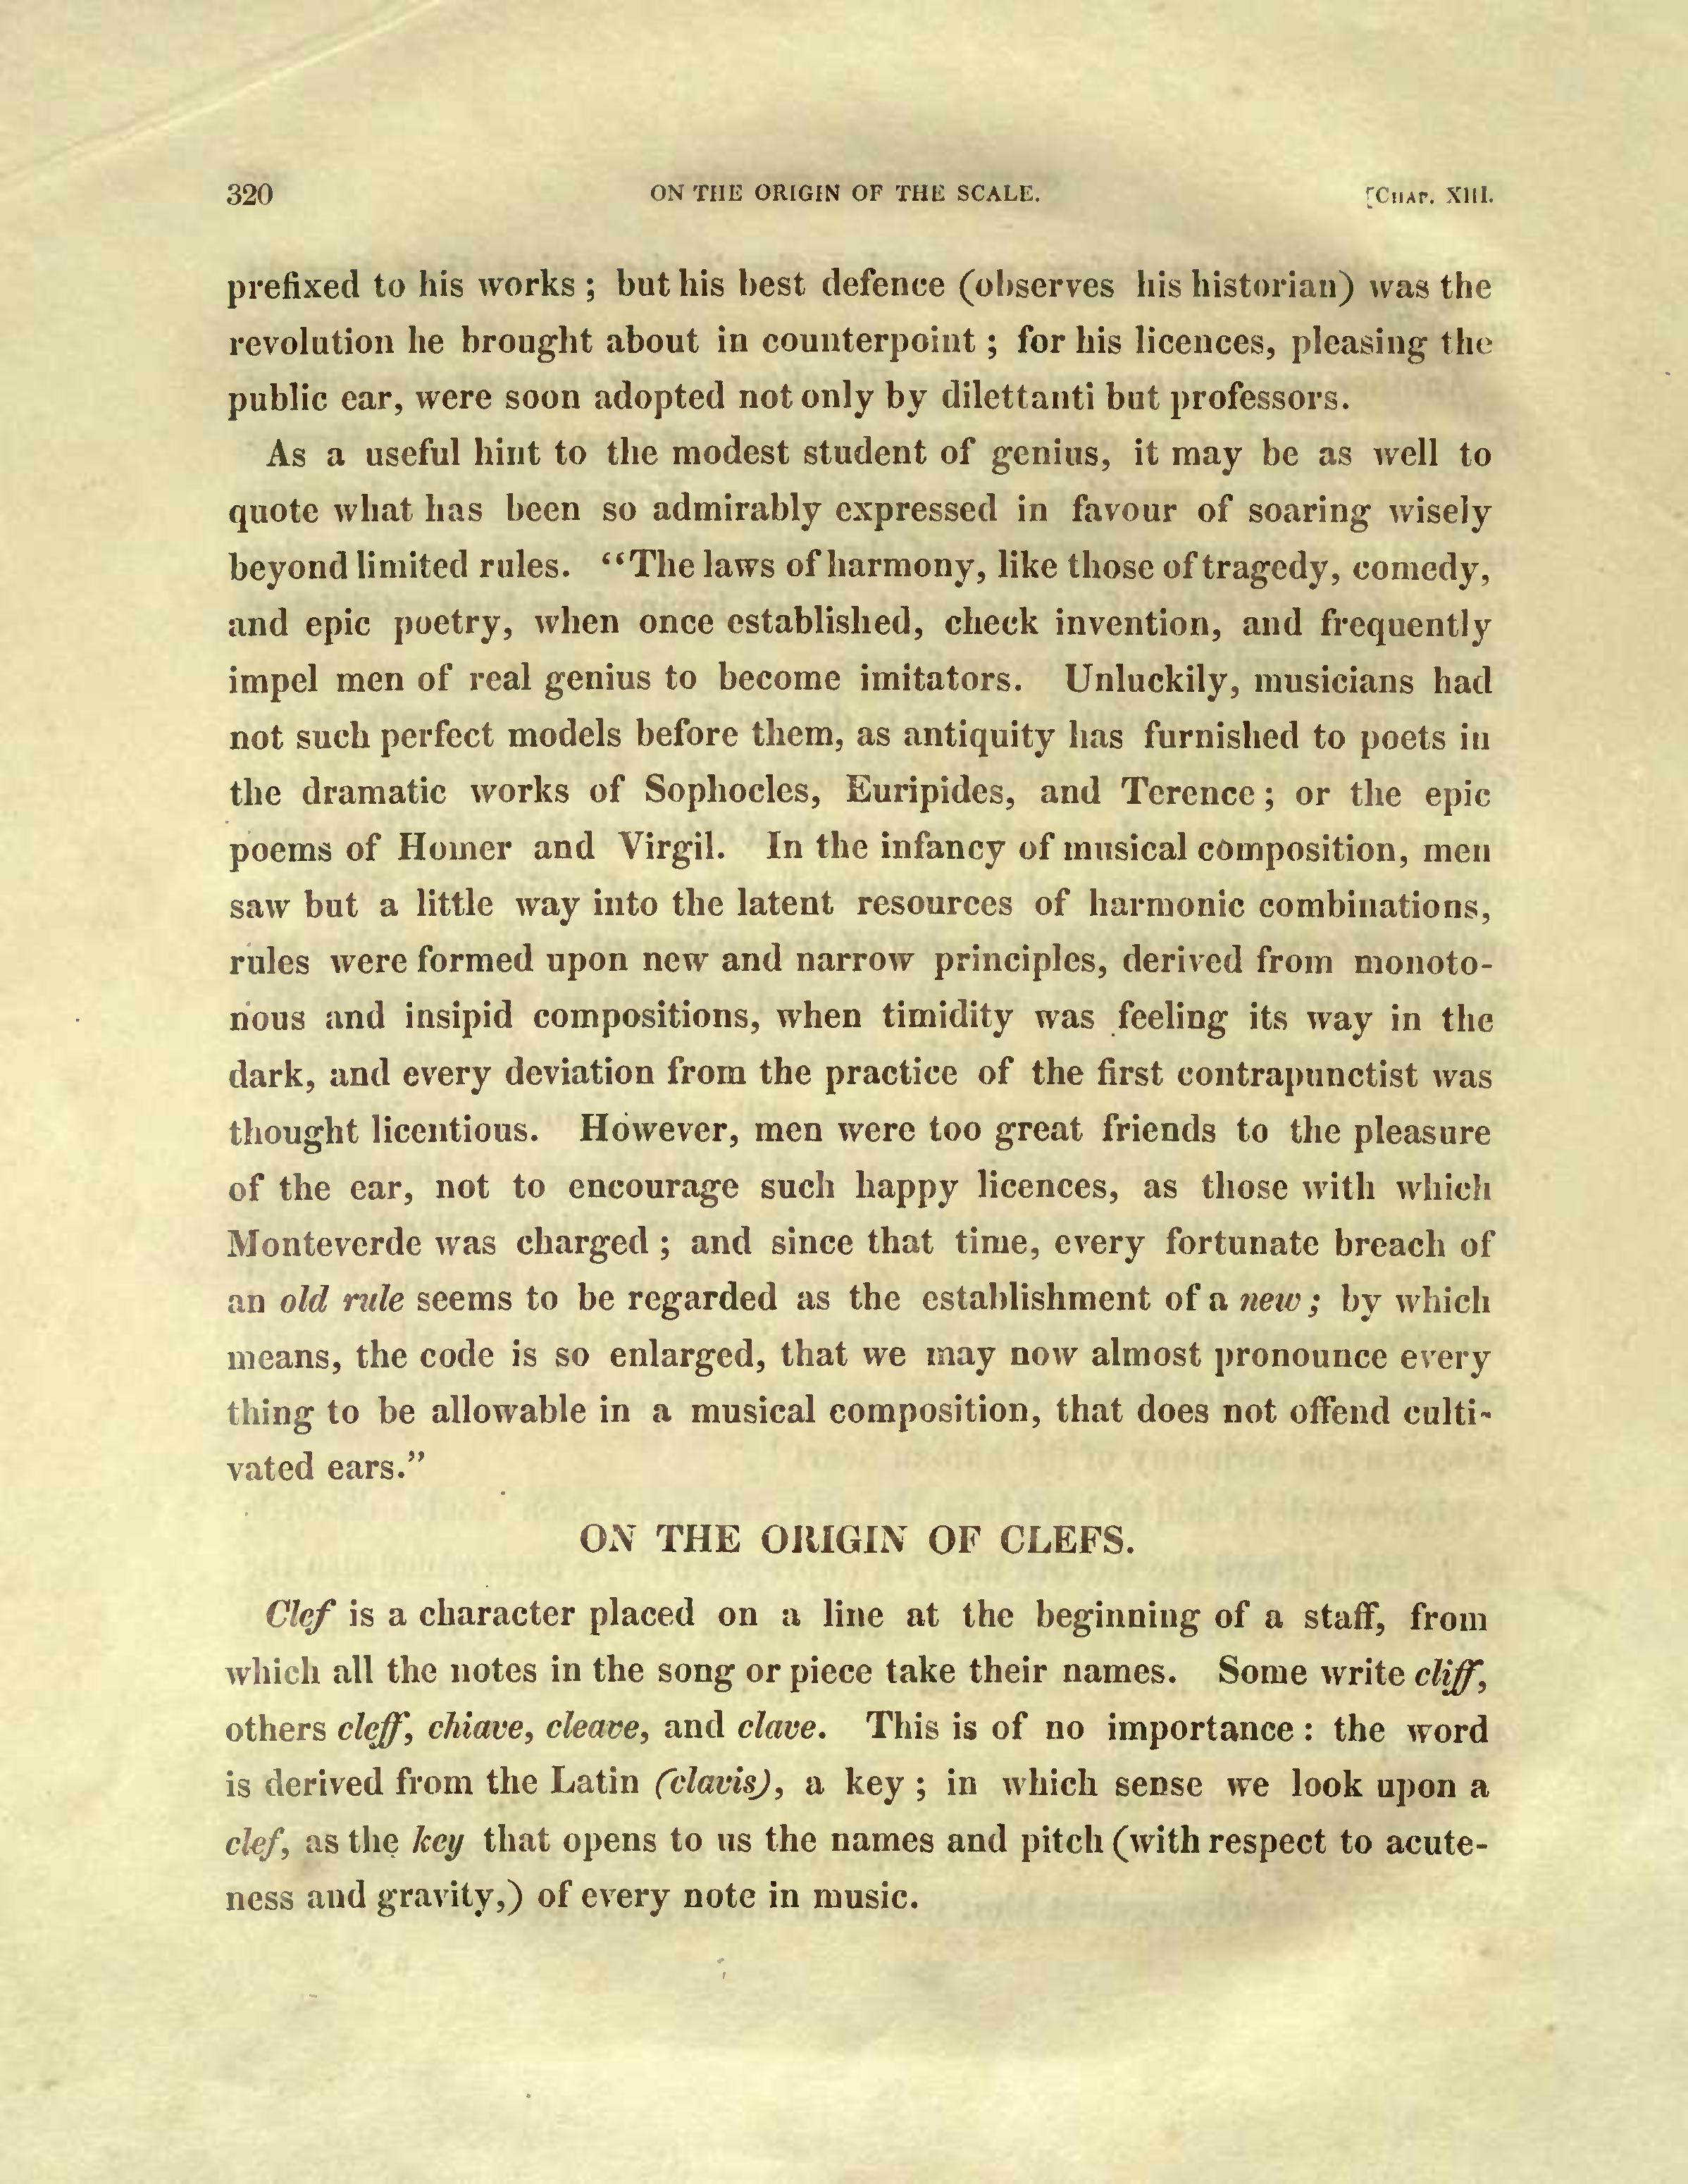 320 ON THE ORIGIN OF THE SCALE. [CHAP. XIII.
prefixed to his works ; but his best defence (observes his historian) was the
revolution he brought about in counterpoint ; for his licences, pleasing the
public ear, were soon adopted not only by dilettanti but professors.
As a useful hint to the modest student of genius, it may be as well to
quote what has been so admirably expressed in favour of soaring wisely
beyond limited rules. “The laws of harmony, like those of tragedy, comedy,
and epic poetry, when once established, check invention, and frequently
impel men of real genius to become imitators. Unluckily, musicians had
not such perfect models before them, as antiquity has furnished to poets in
the dramatic works of Sophocles, Euripides, and Terence ; or the epic
poems of Homer and Virgil. In the infancy of musical composition, men
saw but a little way into the latent resources of harmonic combinations,
rules were formed upon new and narrow principles, derived from monoto-
nous and insipid compositions, when timidity was feeling its way in the
dark, and every deviation from the practice of the first contrapunctist was
thought licentious. However, men were too great friends to the pleasure
of the ear, not to encourage such happy licences, as those with which
Monteverde was charged ; and since that time, every fortunate breach of
an old rule seems to be regarded as the establishment of a new ; by which
means, the code is so enlarged, that we may now almost pronounce every
thing to be allowable in a musical composition, that does not offend culti-
vated ears.”
ON THE ORIGIN OF CLEFS.
Clef is a character placed on a line at the beginning of a staff, from
which all the notes in the song or piece take their names. Some write cliff,
others cleff, chiave, cleave, and clave. This is of no importance : the word
is derived from the Latin (clavis), a key ; in which sense we look upon a
clef, as the key that opens to us the names and pitch (with respect to acute-
ness and gravity,) of every note in music.